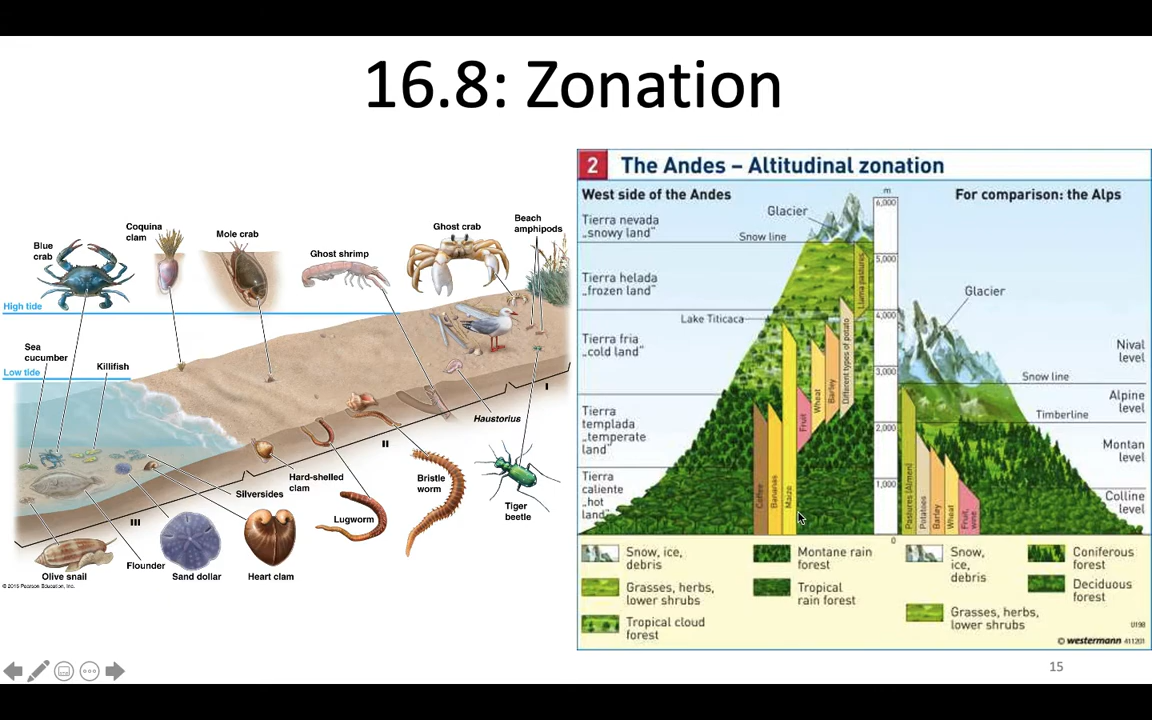 16.8: Zonation
Blue
crab
Coquina
clam
Mole crab
Ghost shrimp
Ghost crab
Beach
amphipods
High tide
Sea
cucumber
Low tide
Killifish
I
Haustorius
II
Hard-shelled
clam
Silversides
Bristle
worm
Tiger
beetle
Lugworm
III
Olive snail
Flounder
Sand dollar
Heart clam
© 2015 Pearson Education, Inc.
2 The Andes – Altitudinal zonation
West side of the Andes
m
For comparison: the Alps
Tierra nevada
„snowy land"
Glacier
6,000
Snow line
5,000
Tierra helada
„frozen land"
Llama pastures
Glacier
Lake Titicaca
4,000
Tierra fria
„cold land"
Nival
level
3,000
Snow line
Alpine
level
Timberline
Tierra
templada
„temperate
land"
2,000
Montan
level
Tierra
caliente
„hot
land"
1,000
Colline
level
0
Coffee
Bananas
Maize
Fruit
Wheat
Barley
Different types of potato
Pastures (Almen)
Potatoes
Barley
Wheat
Fruit,
wine
Snow, ice,
debris
Grasses, herbs,
lower shrubs
Tropical cloud
forest
Montane rain
forest
Tropical
rain forest
Snow,
ice,
debris
Grasses, herbs,
lower shrubs
Coniferous
forest
Deciduous
forest
U198
© westermann 411201
15